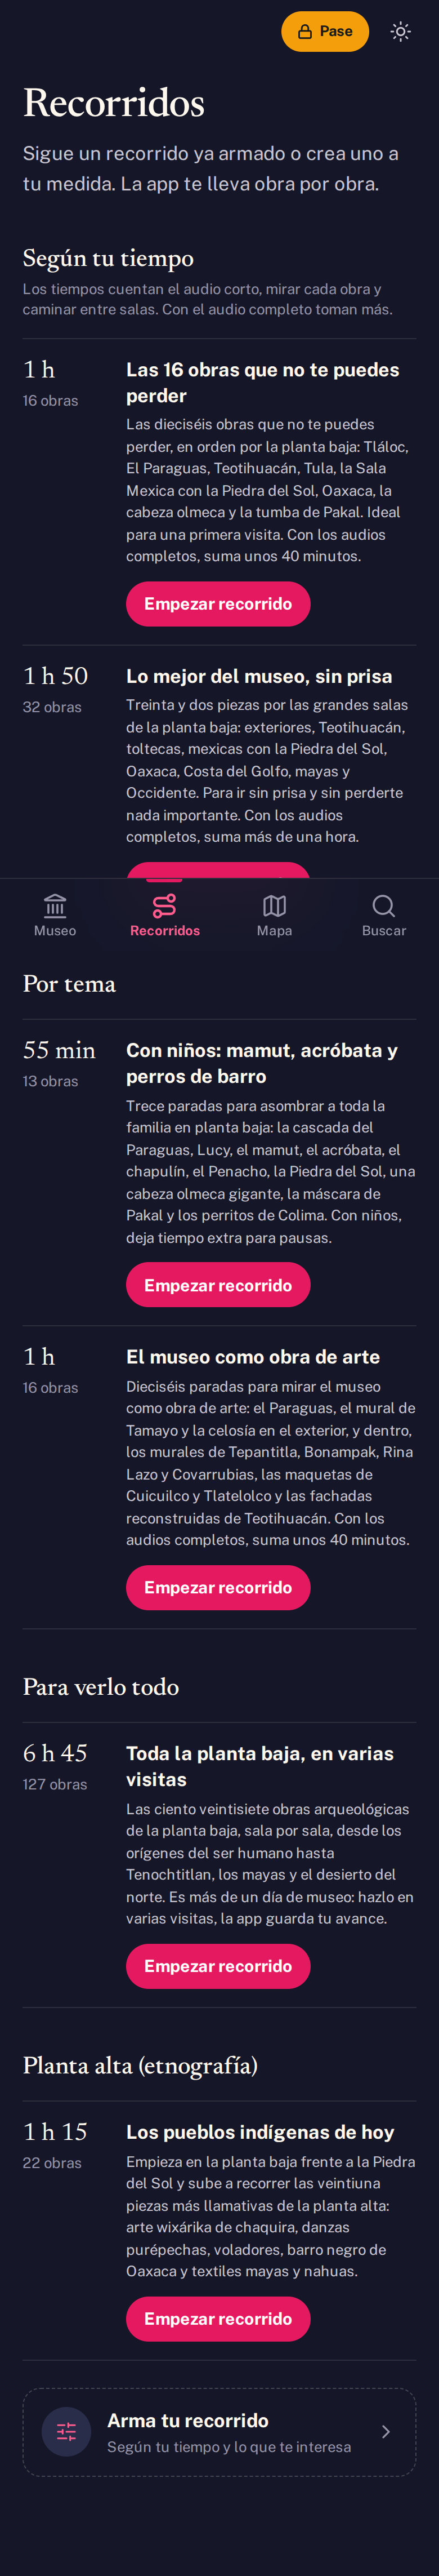 Pase
Recorridos
Sigue un recorrido ya armado o crea uno a
tu medida. La app te lleva obra por obra.
Según tu tiempo
Los tiempos cuentan el audio corto, mirar cada obra y
caminar entre salas. Con el audio completo toman más.
1 h
16 obras
Las 16 obras que no te puedes
perder
Las dieciséis obras que no te puedes
perder, en orden por la planta baja: Tláloc,
El Paraguas, Teotihuacán, Tula, la Sala
Mexica con la Piedra del Sol, Oaxaca, la
cabeza olmeca y la tumba de Pakal. Ideal
para una primera visita. Con los audios
completos, suma unos 40 minutos.
Empezar recorrido
1 h 50
32 obras
Lo mejor del museo, sin prisa
Treinta y dos piezas por las grandes salas
de la planta baja: exteriores, Teotihuacán,
toltecas, mexicas con la Piedra del Sol,
Oaxaca, Costa del Golfo, mayas y
Occidente. Para ir sin prisa y sin perderte
nada importante. Con los audios
completos, suma más de una hora.
Museo
Recorridos
Mapa
Buscar
Por tema
55 min
13 obras
Con niños: mamut, acróbata y
perros de barro
Trece paradas para asombrar a toda la
familia en planta baja: la cascada del
Paraguas, Lucy, el mamut, el acróbata, el
chapulín, el Penacho, la Piedra del Sol, una
cabeza olmeca gigante, la máscara de
Pakal y los perritos de Colima. Con niños,
deja tiempo extra para pausas.
Empezar recorrido
1 h
16 obras
El museo como obra de arte
Dieciséis paradas para mirar el museo
como obra de arte: el Paraguas, el mural de
Tamayo y la celosía en el exterior, y dentro,
los murales de Tepantitla, Bonampak, Rina
Lazo y Covarrubias, las maquetas de
Cuicuilco y Tlatelolco y las fachadas
reconstruidas de Teotihuacán. Con los
audios completos, suma unos 40 minutos.
Empezar recorrido
Para verlo todo
6 h 45
127 obras
Toda la planta baja, en varias
visitas
Las ciento veintisiete obras arqueológicas
de la planta baja, sala por sala, desde los
orígenes del ser humano hasta
Tenochtitlan, los mayas y el desierto del
norte. Es más de un día de museo: hazlo en
varias visitas, la app guarda tu avance.
Empezar recorrido
Planta alta (etnografía)
1 h 15
22 obras
Los pueblos indígenas de hoy
Empieza en la planta baja frente a la Piedra
del Sol y sube a recorrer las veintiuna
piezas más llamativas de la planta alta:
arte wixárika de chaquira, danzas
purépechas, voladores, barro negro de
Oaxaca y textiles mayas y nahuas.
Empezar recorrido
Arma tu recorrido
Según tu tiempo y lo que te interesa